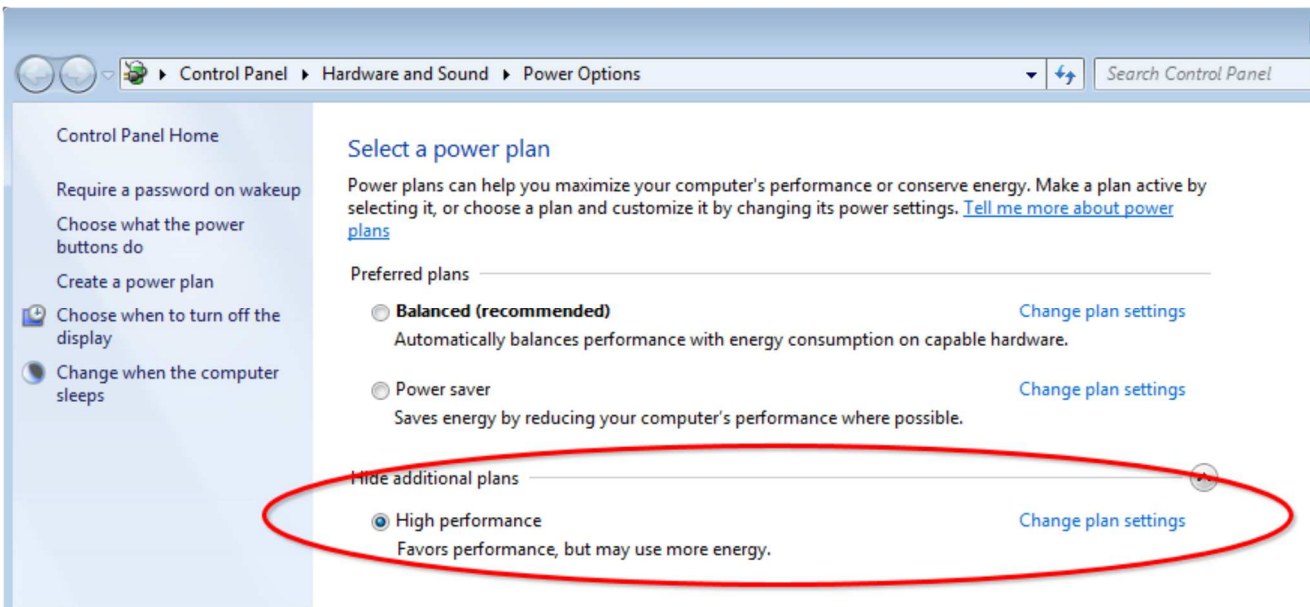 Control Panel Hardware and Sound Power Options
Search Control Panel
Control Panel Home
Require a password on wakeup
Choose what the power
buttons do
Create a power plan
Choose when to turn off the
display
Change when the computer
sleeps
Select a power plan
Power plans can help you maximize your computer's performance or conserve energy. Make a plan active by
selecting it, or choose a plan and customize it by changing its power settings. Tell me more about power
plans
Preferred plans
Balanced (recommended) Change plan settings
Automatically balances performance with energy consumption on capable hardware.
Power saver Change plan settings
Saves energy by reducing your computer's performance where possible.
Hide additional plans
High performance Change plan settings
Favors performance, but may use more energy.